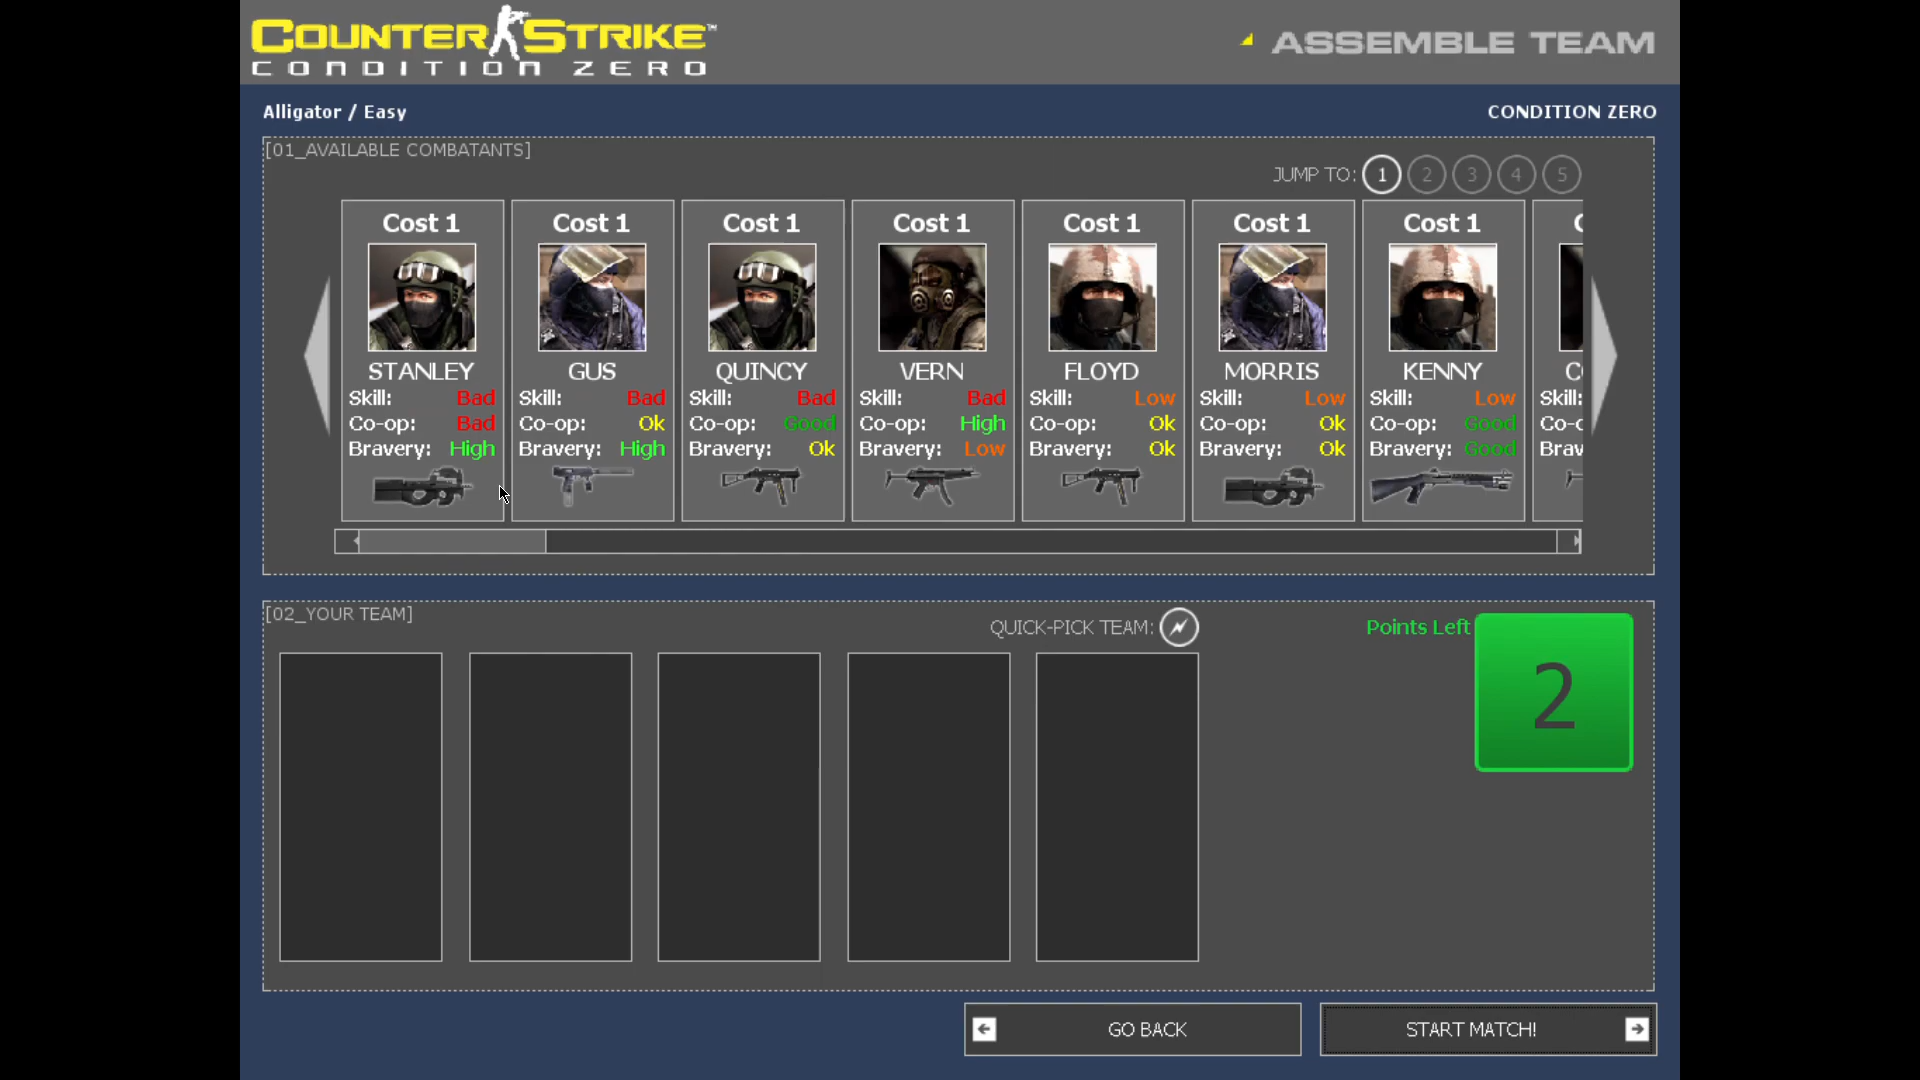 COUNTER STRIKE™
CONDITION ZERO
ASSEMBLE TEAM
Alligator / Easy
CONDITION ZERO
[01_AVAILABLE COMBATANTS]
JUMP TO: 1 2 3 4 5
Cost 1 Cost 1 Cost 1 Cost 1 Cost 1 Cost 1 Cost 1 C
STANLEY GUS QUINCY VERN FLOYD MORRIS KENNY
Skill: Bad Skill: Bad Skill: Bad Skill: Bad Skill: Low Skill: Low Skill: Low Skill:
Co-op: Bad Co-op: Ok Co-op: Good Co-op: High Co-op: Ok Co-op: Ok Co-op: Good Co-o
Bravery: High Bravery: High Bravery: Ok Bravery: Low Bravery: Ok Bravery: Ok Bravery: Good Brav
[02_YOUR TEAM]
QUICK-PICK TEAM:
Points Left
2
GO BACK
START MATCH!